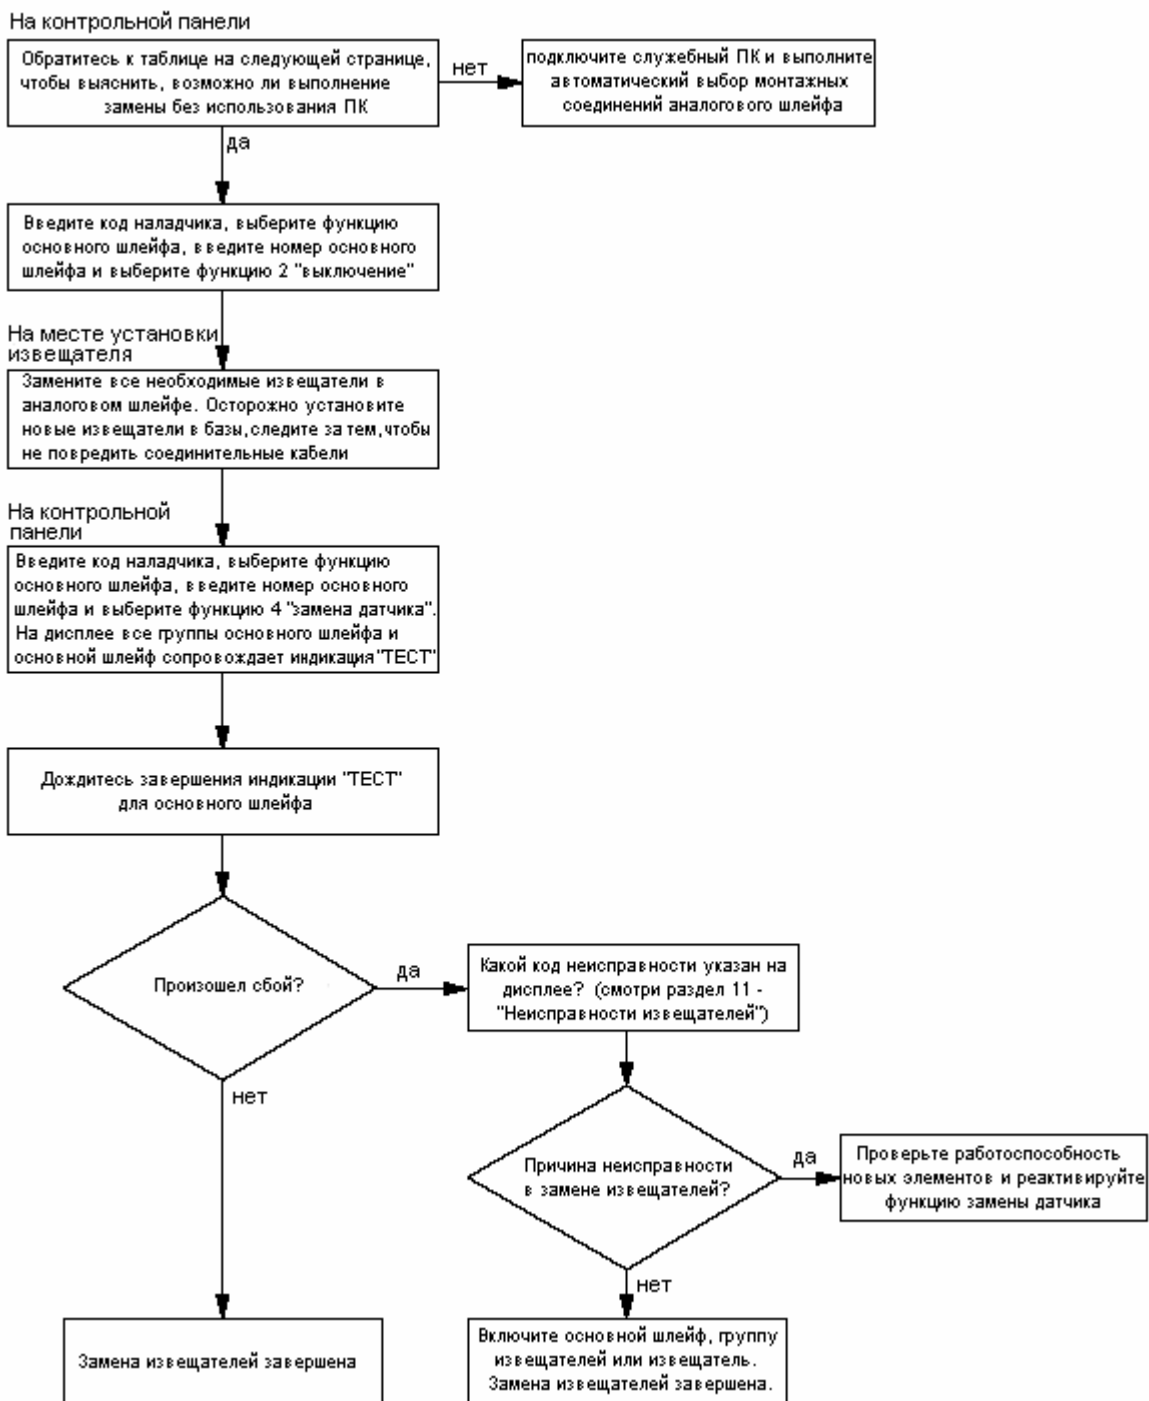 На контрольной панели
Обратитесь к таблице на следующей странице,
чтобы выяснить, возможно ли выполнение
замены без использования ПК
нет
подключите служебный ПК и выполните
автоматический выбор монтажных
соединений аналогового шлейфа
да
Введите код наладчика, выберите функцию
основного шлейфа, введите номер основного
шлейфа и выберите функцию 2 "выключение"
На месте установки
извещателя
Замените все необходимые извещатели в
аналоговом шлейфе. Осторожно установите
новые извещатели в базы,следите за тем,чтобы
не повредить соединительные кабели
На контрольной
панели
Введите код наладчика, выберите функцию
основного шлейфа, введите номер основного
шлейфа и выберите функцию 4 "замена датчика".
На дисплее все группы основного шлейфа и
основной шлейф сопровождает индикация"ТЕСТ"
Дождитесь завершения индикации "ТЕСТ"
для основного шлейфа
Произошел сбой?
да
Какой код неисправности указан на
дисплее? (смотри раздел 11 -
"Неисправности извещателей")
нет
Причина неисправности
в замене извещателей?
да
Проверьте работоспособность
новых элементов и реактивируйте
функцию замены датчика
нет
Замена извещателей завершена
Включите основной шлейф, группу
извещателей или извещатель.
Замена извещателей завершена.